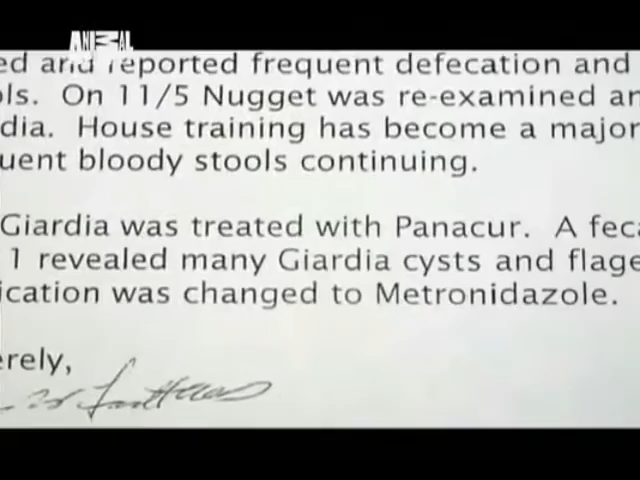 ANIMAL
ed and reported frequent defecation and
ols. On 11/5 Nugget was re-examined an
dia. House training has become a major
uent bloody stools continuing.
Giardia was treated with Panacur. A feca
1 revealed many Giardia cysts and flage
ication was changed to Metronidazole.
erely,